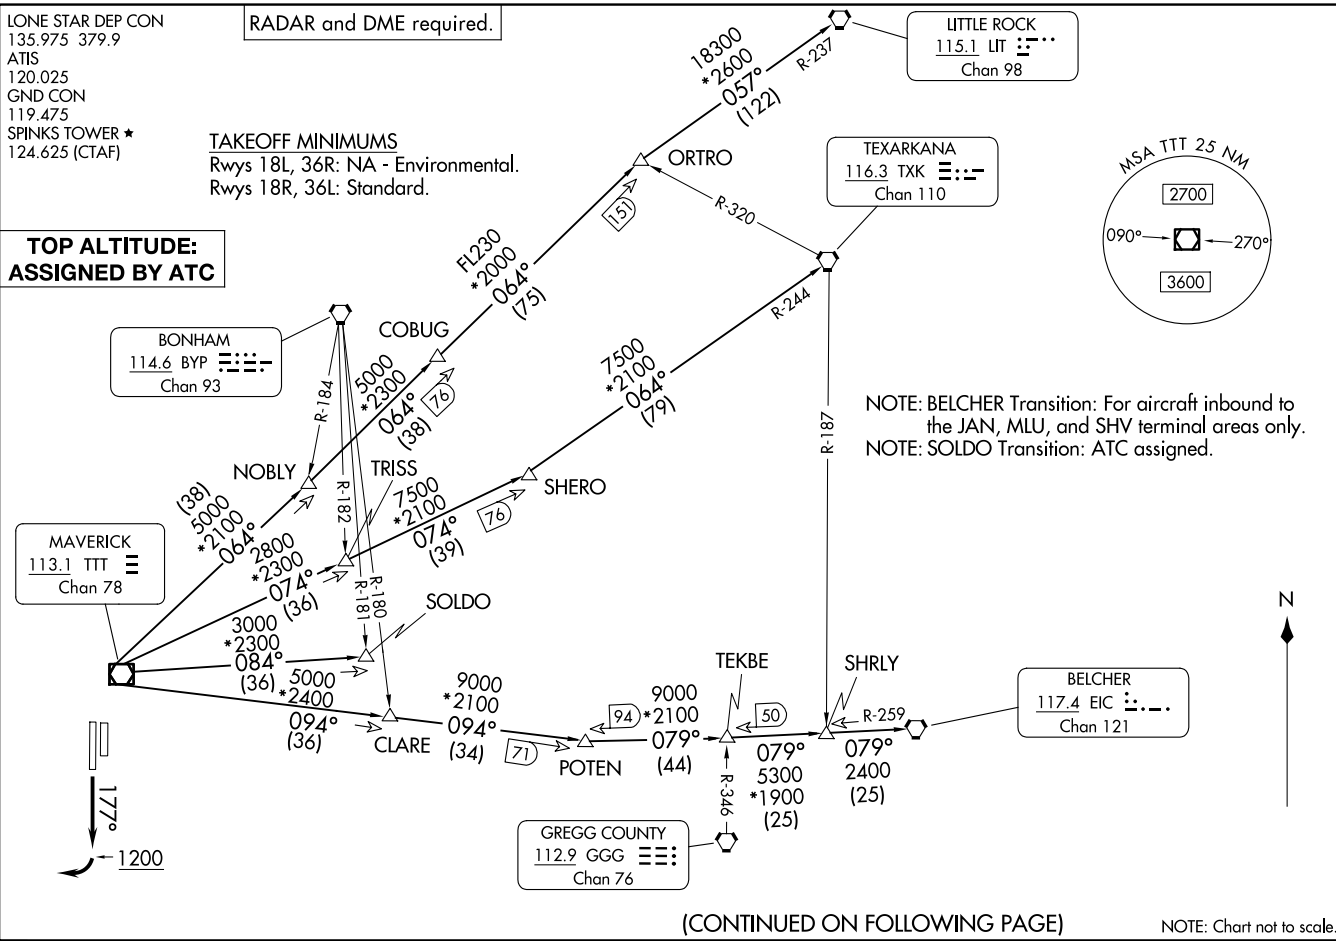 LONE STAR DEP CON
135.975 379.9
ATIS
120.025
GND CON
119.475
SPINKS TOWER ★
124.625 (CTAF)
RADAR and DME required.
TAKEOFF MINIMUMS
Rwys 18L, 36R: NA - Environmental.
Rwys 18R, 36L: Standard.
TOP ALTITUDE:
ASSIGNED BY ATC
LITTLE ROCK
115.1 LIT
Chan 98
18300
*2600
057°
(122)
R-237
ORTRO
151
TEXARKANA
116.3 TXK
Chan 110
R-320
MSA TTT 25 NM
2700
090°
270°
3600
FL230
*2000
064°
(75)
R-244
BONHAM
114.6 BYP
Chan 93
COBUG
5000
*2300
064°
(38)
76
R-184
7500
*2100
064°
(79)
R-187
NOTE: BELCHER Transition: For aircraft inbound to
the JAN, MLU, and SHV terminal areas only.
NOTE: SOLDO Transition: ATC assigned.
NOBLY
TRISS
SHERO
R-182
7500
*2100
074°
(39)
76
(38)
5000
*2100
064°
MAVERICK
113.1 TTT
Chan 78
2800
*2300
074°
(36)
R-181
R-180
SOLDO
3000
*2300
084°
(36)
5000
*2400
094°
(36)
CLARE
9000
*2100
094°
(34)
71
POTEN
94
9000
*2100
079°
(44)
TEKBE
50
079°
5300
*1900
(25)
SHRLY
R-259
079°
2400
(25)
BELCHER
117.4 EIC
Chan 121
N
R-346
GREGG COUNTY
112.9 GGG
Chan 76
177°
1200
(CONTINUED ON FOLLOWING PAGE)
NOTE: Chart not to scale.